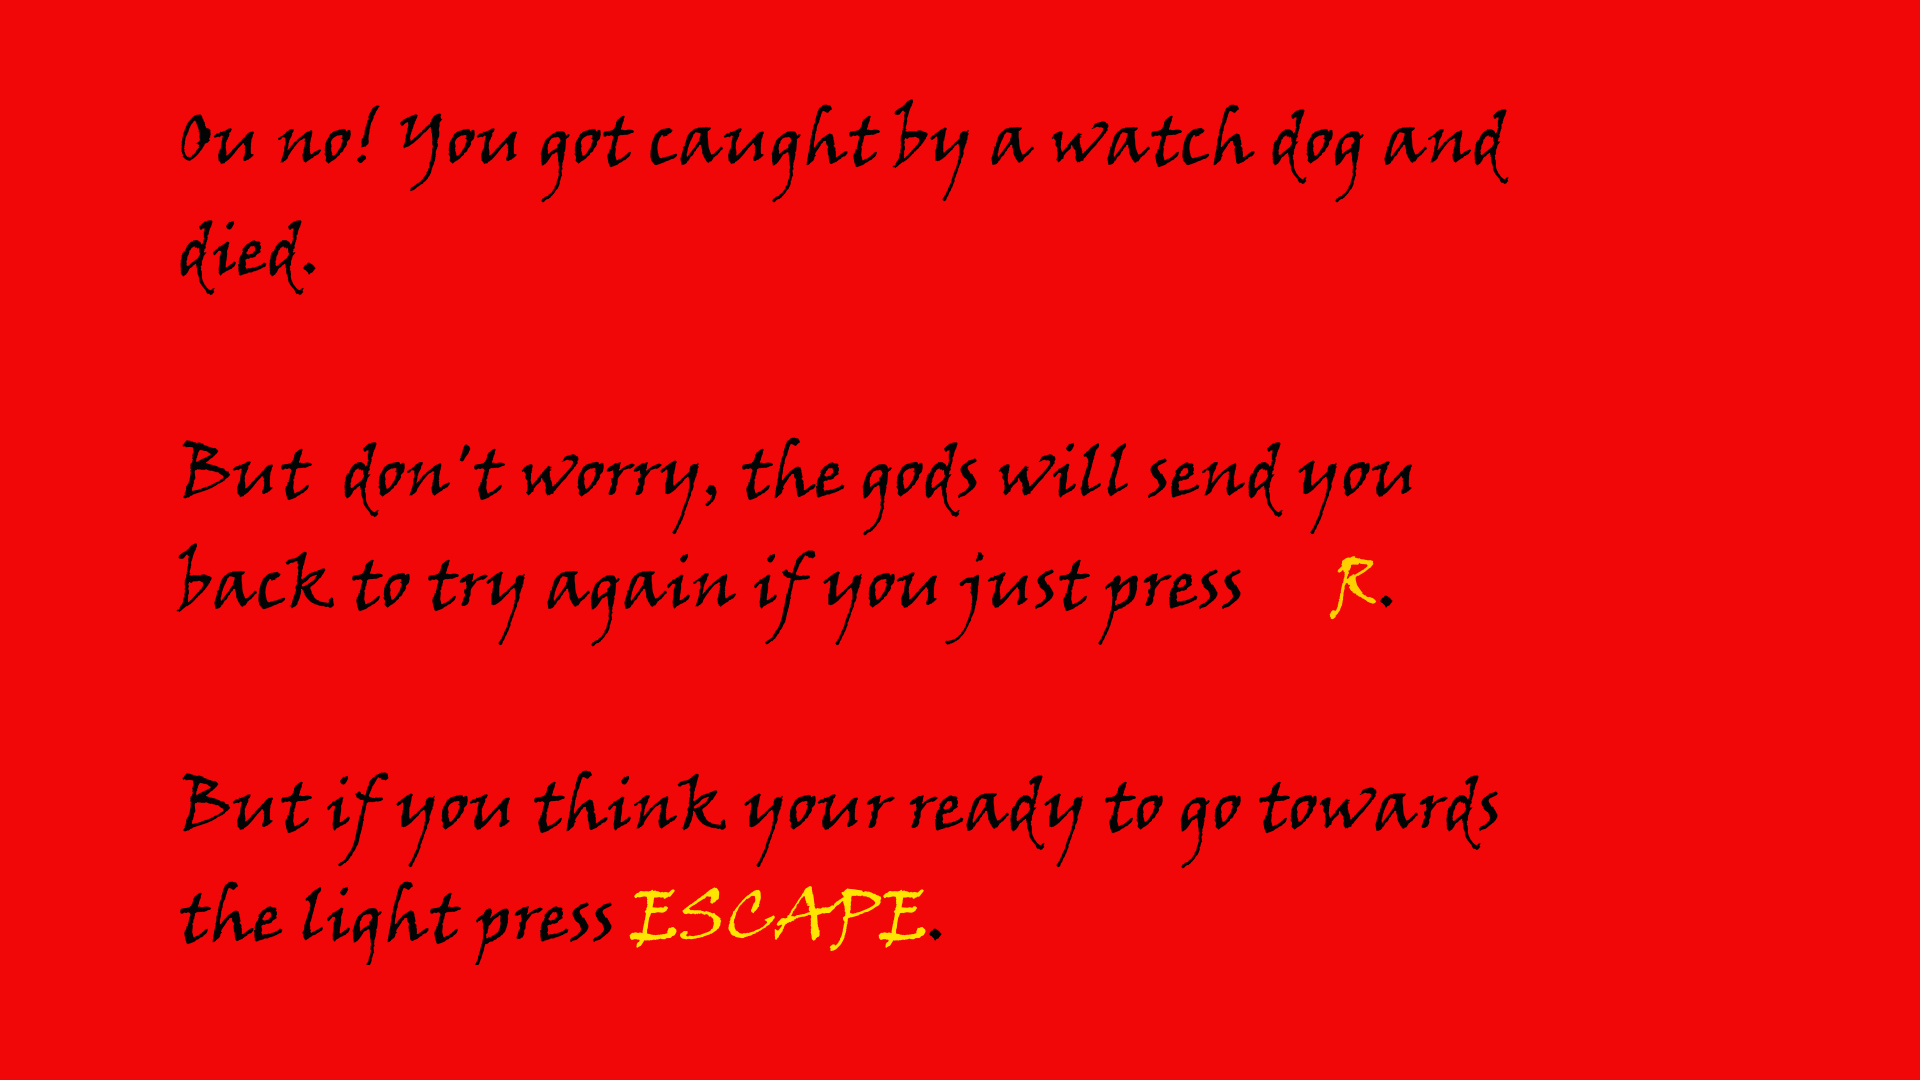 Ou no! You got caught by a watch dog and
died.
But don't worry, the gods will send you
back to try again if you just press R.
But if you think your ready to go towards
the light press ESCAPE.